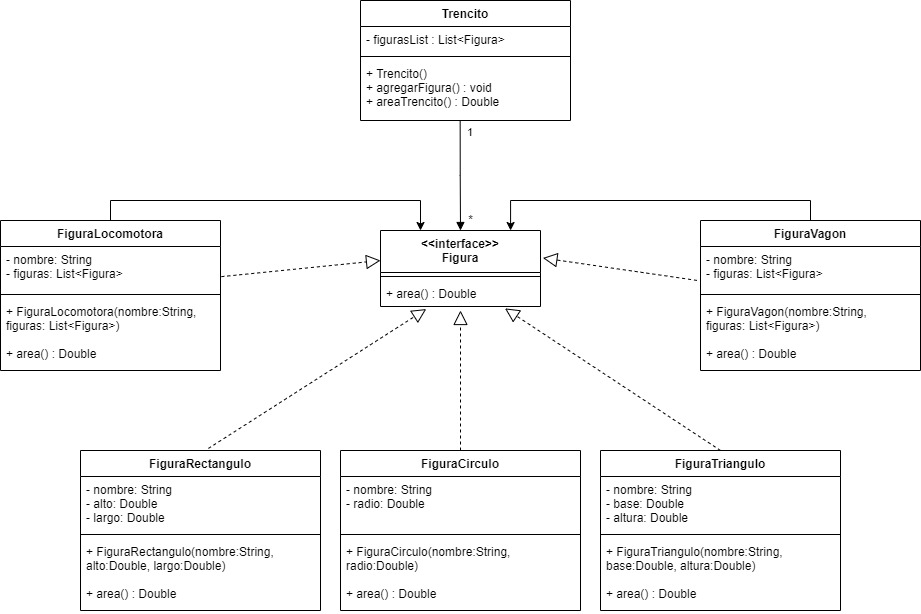 Trencito
- figurasList : List<Figura>
+ Trencito()
+ agregarFigura() : void
+ areaTrencito() : Double
1
*
FiguraLocomotora
- nombre: String
- figuras: List<Figura>
+ FiguraLocomotora(nombre:String,
figuras: List<Figura>)
+ area() : Double
<<interface>>
Figura
+ area() : Double
FiguraVagon
- nombre: String
- figuras: List<Figura>
+ FiguraVagon(nombre:String,
figuras: List<Figura>)
+ area() : Double
FiguraRectangulo
- nombre: String
- alto: Double
- largo: Double
+ FiguraRectangulo(nombre:String,
alto:Double, largo:Double)
+ area() : Double
FiguraCirculo
- nombre: String
- radio: Double
+ FiguraCirculo(nombre:String,
radio:Double)
+ area() : Double
FiguraTriangulo
- nombre: String
- base: Double
- altura: Double
+ FiguraTriangulo(nombre:String,
base:Double, altura:Double)
+ area() : Double